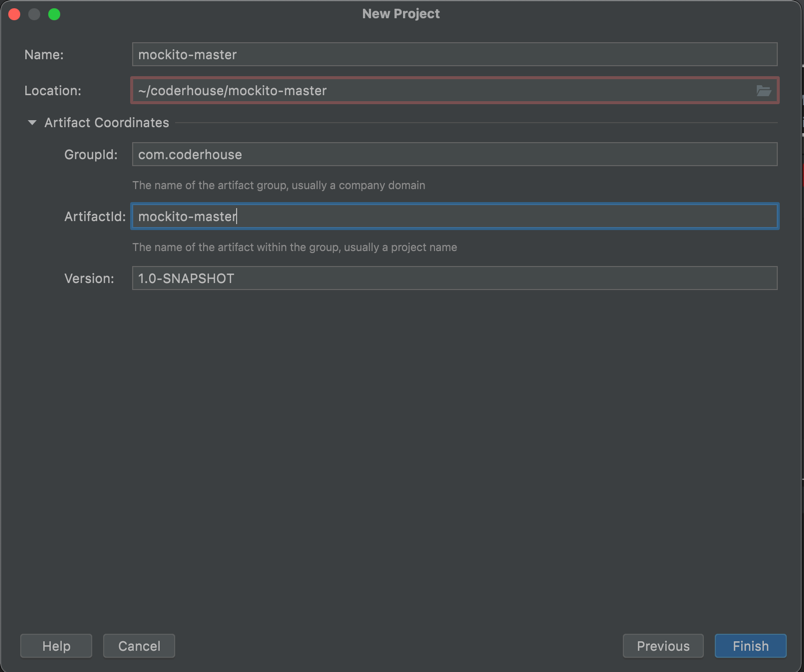 New Project
Name: mockito-master
Location: ~/coderhouse/mockito-master
Artifact Coordinates
GroupId: com.coderhouse
The name of the artifact group, usually a company domain
ArtifactId: mockito-master
The name of the artifact within the group, usually a project name
Version: 1.0-SNAPSHOT
Help Cancel Previous Finish